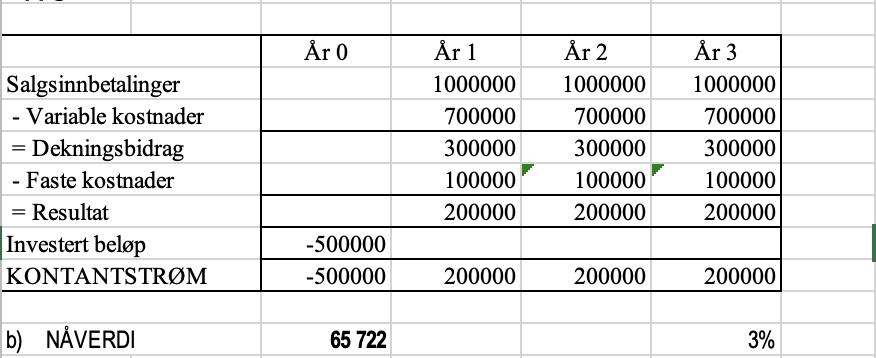 År 0 År 1 År 2 År 3
Salgsinnbetalinger 1000000 1000000 1000000
- Variable kostnader 700000 700000 700000
= Dekningsbidrag 300000 300000 300000
- Faste kostnader 100000 100000 100000
= Resultat 200000 200000 200000
Investert beløp -500000
KONTANTSTRØM -500000 200000 200000 200000
b) NÅVERDI 65 722 3%